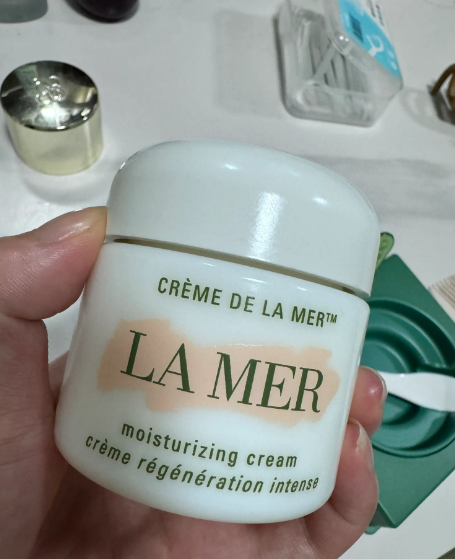 CRÈME DE LA MER™
LA MER
moisturizing cream
crème régénération intense